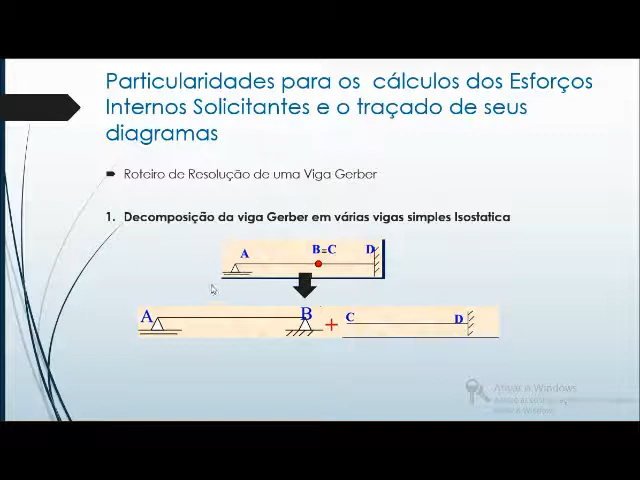 Particularidades para os cálculos dos Esforços
Internos Solicitantes e o traçado de seus
diagramas
Roteiro de Resolução de uma Viga Gerber
1. Decomposição da viga Gerber em várias vigas simples Isostatica
A B=C D
A B + C D
Ativar o Windows